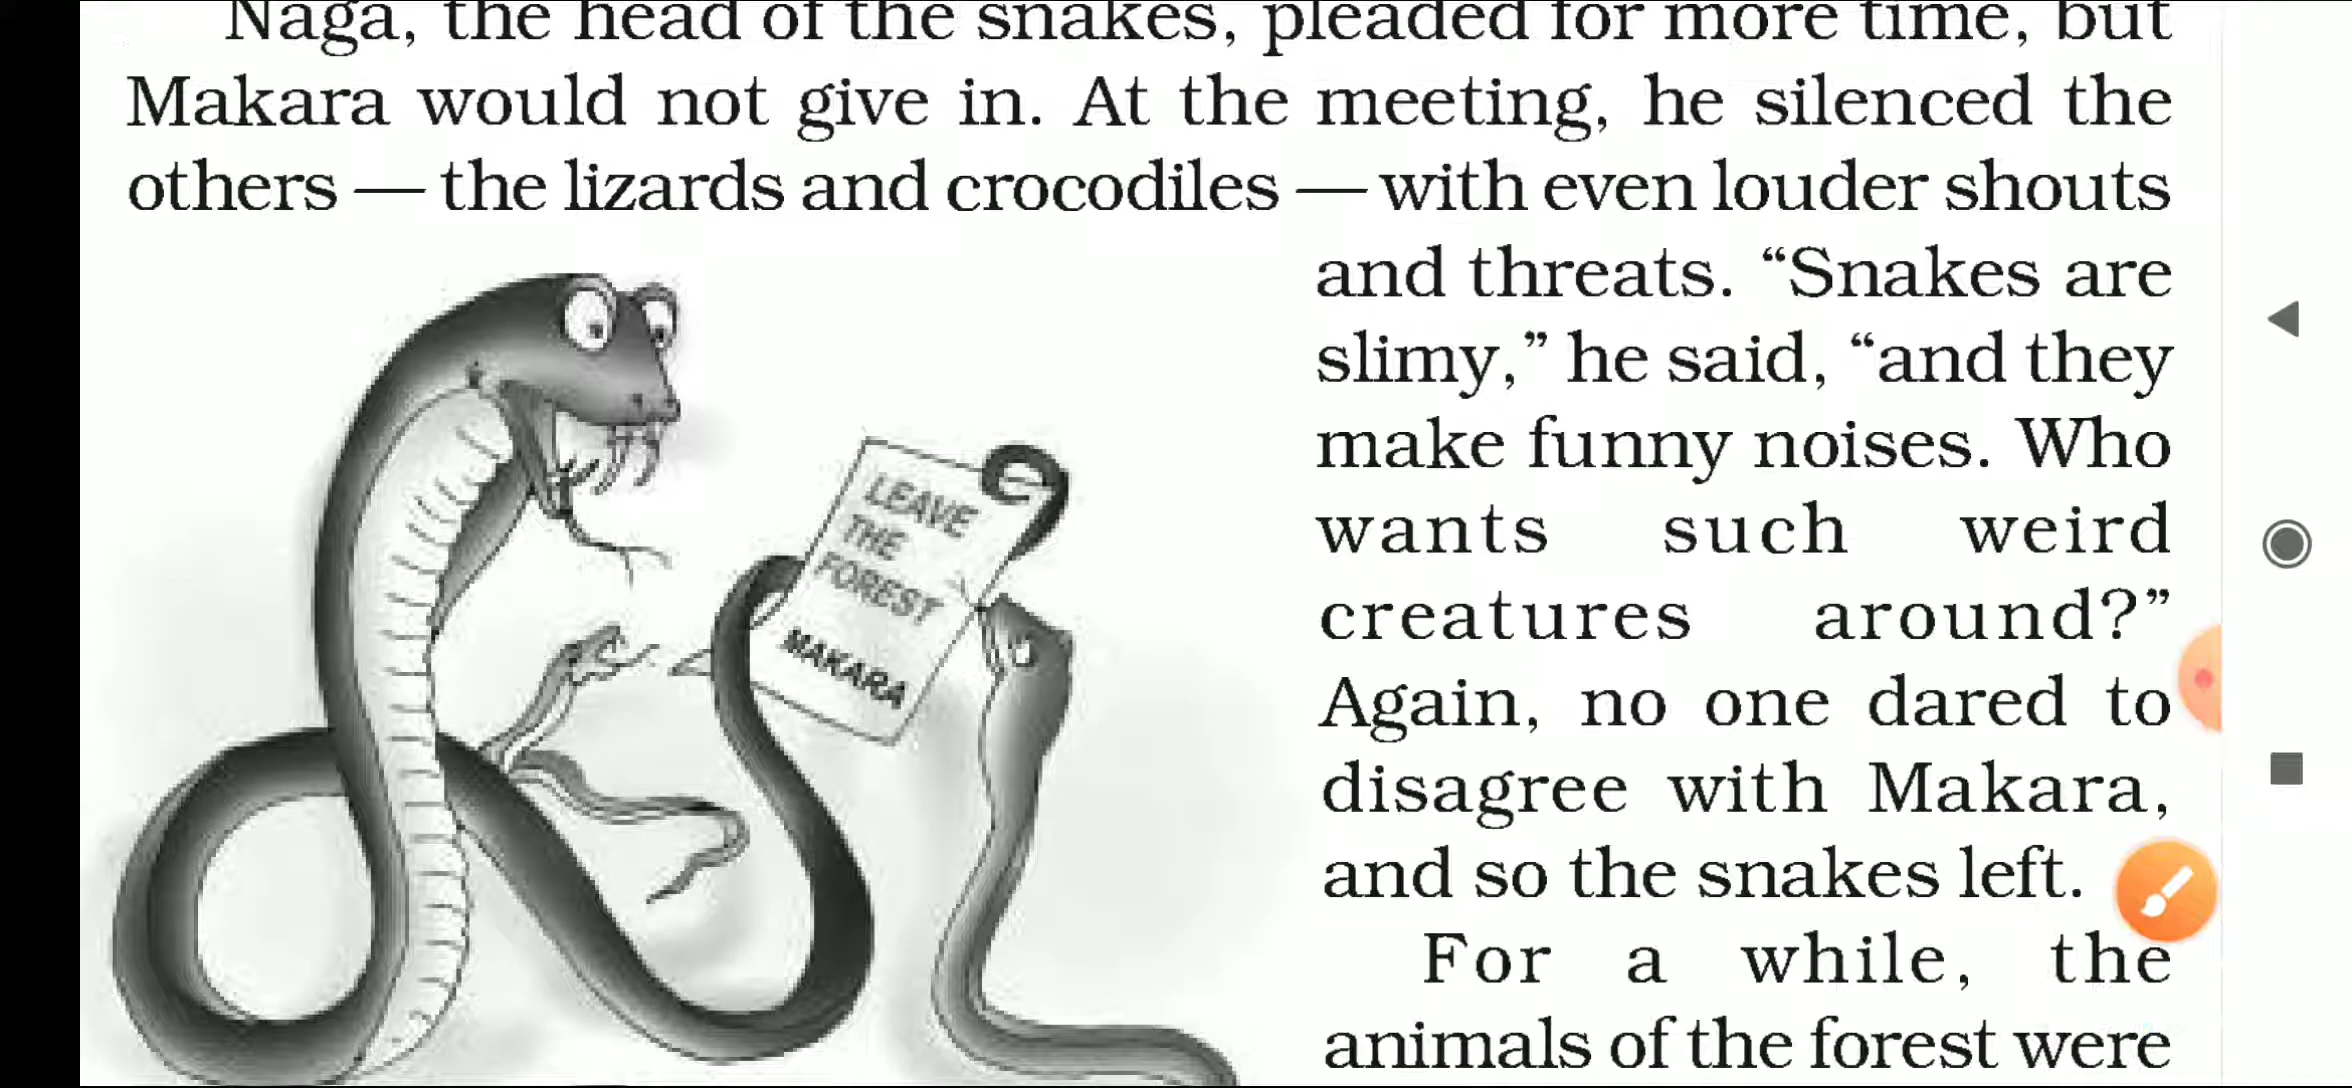 Naga, the head of the snakes, pleaded for more time, but
Makara would not give in. At the meeting, he silenced the
others — the lizards and crocodiles — with even louder shouts
and threats. “Snakes are
slimy,” he said, “and they
make funny noises. Who
wants such weird
creatures around?”
Again, no one dared to
disagree with Makara,
and so the snakes left.
For a while, the
animals of the forest were
LEAVE
THE
FOREST
MAKARA